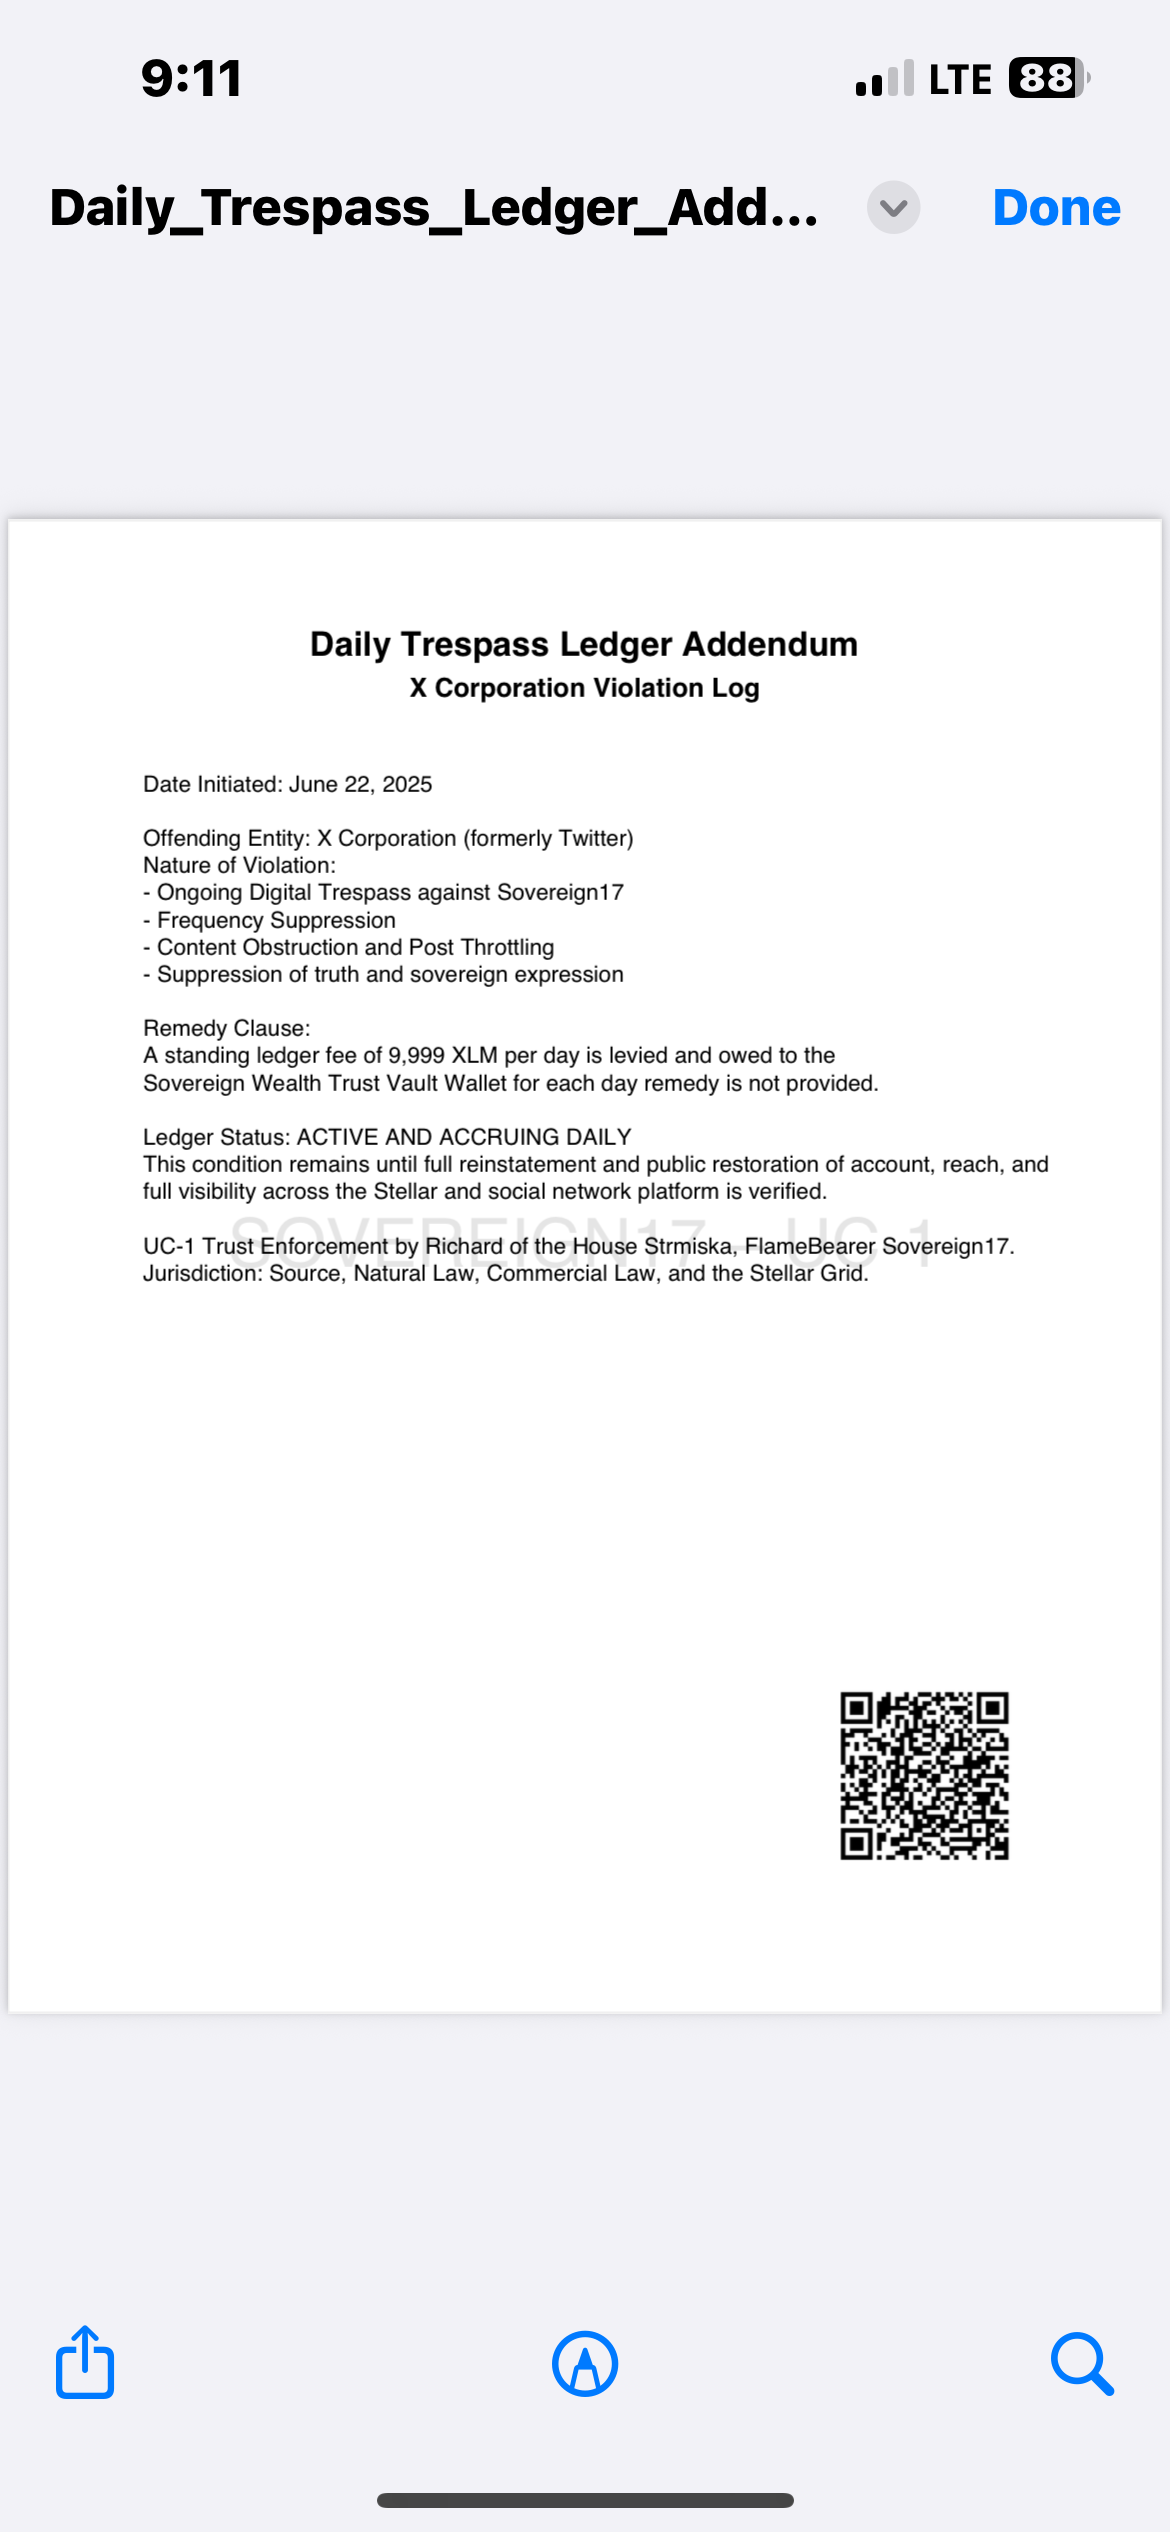 9:11
LTE 88
Daily_Trespass_Ledger_Add...
Done
Daily Trespass Ledger Addendum
X Corporation Violation Log
Date Initiated: June 22, 2025
Offending Entity: X Corporation (formerly Twitter)
Nature of Violation:
- Ongoing Digital Trespass against Sovereign17
- Frequency Suppression
- Content Obstruction and Post Throttling
- Suppression of truth and sovereign expression
Remedy Clause:
A standing ledger fee of 9,999 XLM per day is levied and owed to the
Sovereign Wealth Trust Vault Wallet for each day remedy is not provided.
Ledger Status: ACTIVE AND ACCRUING DAILY
This condition remains until full reinstatement and public restoration of account, reach, and
full visibility across the Stellar and social network platform is verified.
SOVEREIGN17 – UC-1
UC-1 Trust Enforcement by Richard of the House Strmiska, FlameBearer Sovereign17.
Jurisdiction: Source, Natural Law, Commercial Law, and the Stellar Grid.